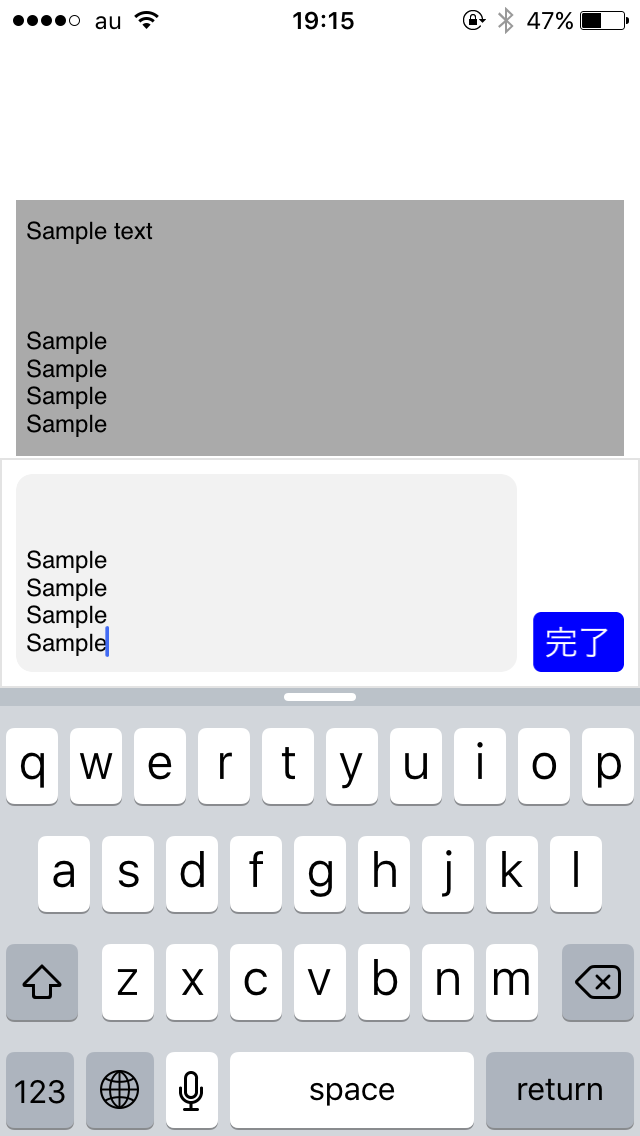 au 19:15 47%
Sample text
Sample
Sample
Sample
Sample
Sample
Sample
Sample
Sample
完了
q w e r t y u i o p
a s d f g h j k l
z x c v b n m
123 space return